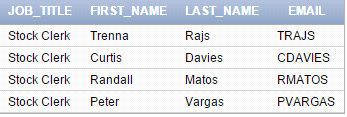 JOB_TITLE FIRST_NAME LAST_NAME EMAIL
Stock Clerk Trenna Rajs TRAJS
Stock Clerk Curtis Davies CDAVIES
Stock Clerk Randall Matos RMATOS
Stock Clerk Peter Vargas PVARGAS